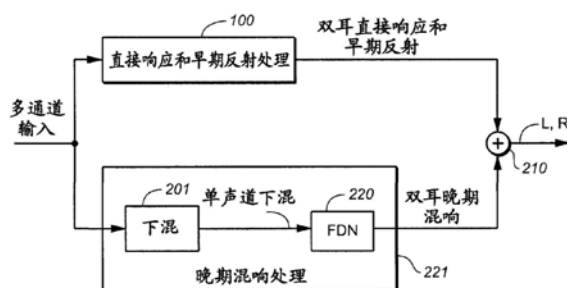 100
直接响应和早期反射处理
双耳直接响应和
早期反射
多通道
输入
L, R
210
201
下混
单声道下混
220
FDN
双耳晚期
混响
晚期混响处理
221